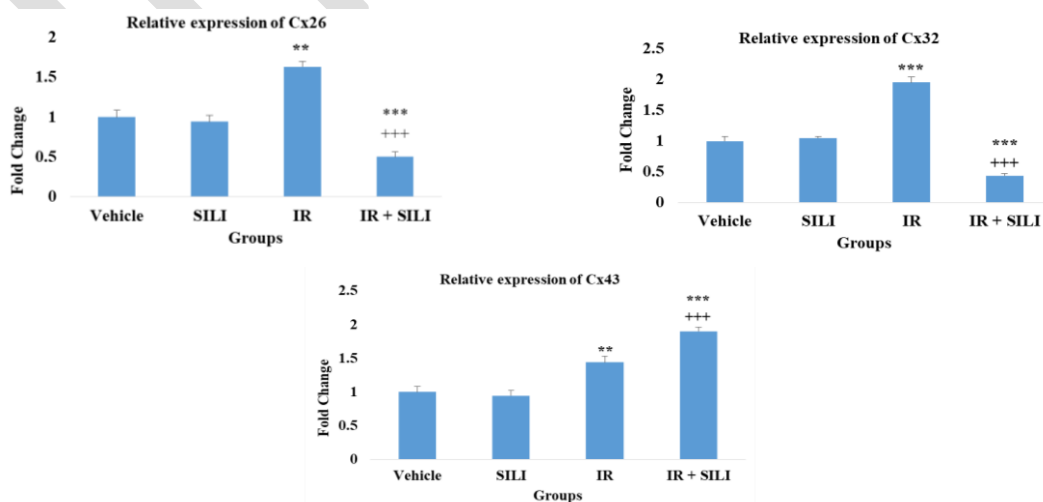 Relative expression of Cx26
2
1.5
1
0.5
0
Fold Change
**
***
+++
Vehicle SILI IR IR + SILI
Groups
Relative expression of Cx32
2.5
2
1.5
1
0.5
0
Fold Change
***
***
+++
Vehicle SILI IR IR + SILI
Groups
Relative expression of Cx43
2.5
2
1.5
1
0.5
0
Fold Change
**
***
+++
Vehicle SILI IR IR + SILI
Groups